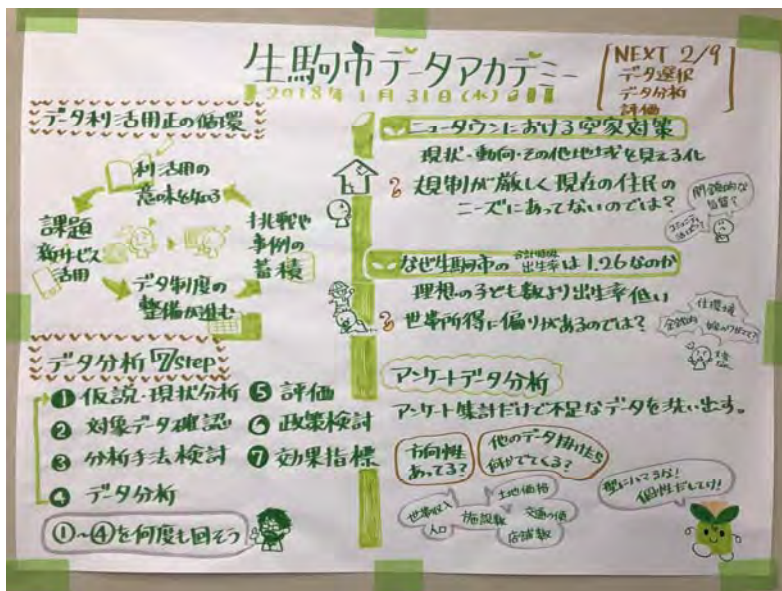 生駒市データアカデミー
2018年1月31日(水)
NEXT 2/9
データ選択
データ分析
評価
データ利活用正の循環
利活用の
意味を知る
挑戦や
事例の
蓄積
データ制度の
整備が進む
課題
新サービス
活用
データ分析 7step
❶ 仮説・現状分析
❷ 対象データ確認
❸ 分析手法検討
❹ データ分析
❺ 評価
❻ 政策検討
❼ 効果指標
①〜④を何度も回そう
ニュータウンにおける空家対策
現状・動向・その他地域を見える化
規制が厳しく現在の住民の
ニーズにあってないのでは?
閉鎖的な
なぜ生駒市の合計特殊出生率は1.26なのか
理想の子ども数より出生率低い
世帯所得に偏りがあるのでは?
住環境
金銭的
アンケートデータ分析
アンケート集計だけで不足なデータを洗い出す。
方向性
あってる?
他のデータ掛けたら
何がでてくる?
世帯収入
人口
施設数
土地価格
交通の便
店舗数
型にハマるな!
個性だしてけ!